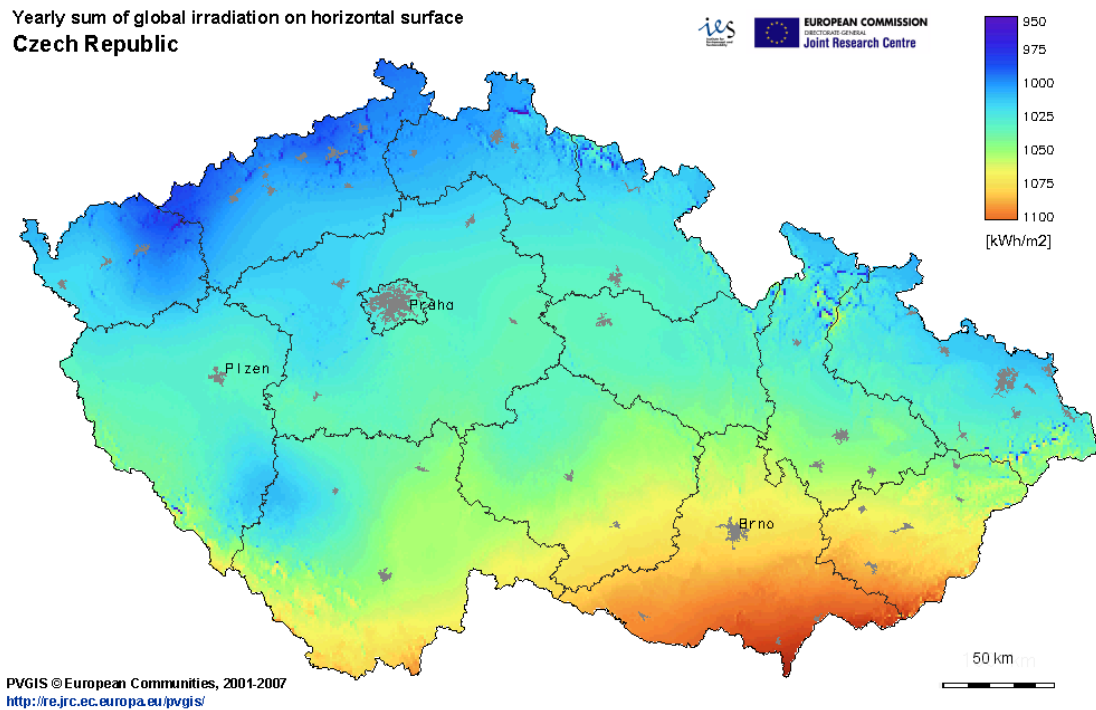 Yearly sum of global irradiation on horizontal surface
Czech Republic
ies
EUROPEAN COMMISSION
DIRECTORATE-GENERAL
Joint Research Centre
950
975
1000
1025
1050
1075
1100
[kWh/m2]
Praha
Plzen
Brno
50 km
PVGIS © European Communities, 2001-2007
http://re.jrc.ec.europa.eu/pvgis/